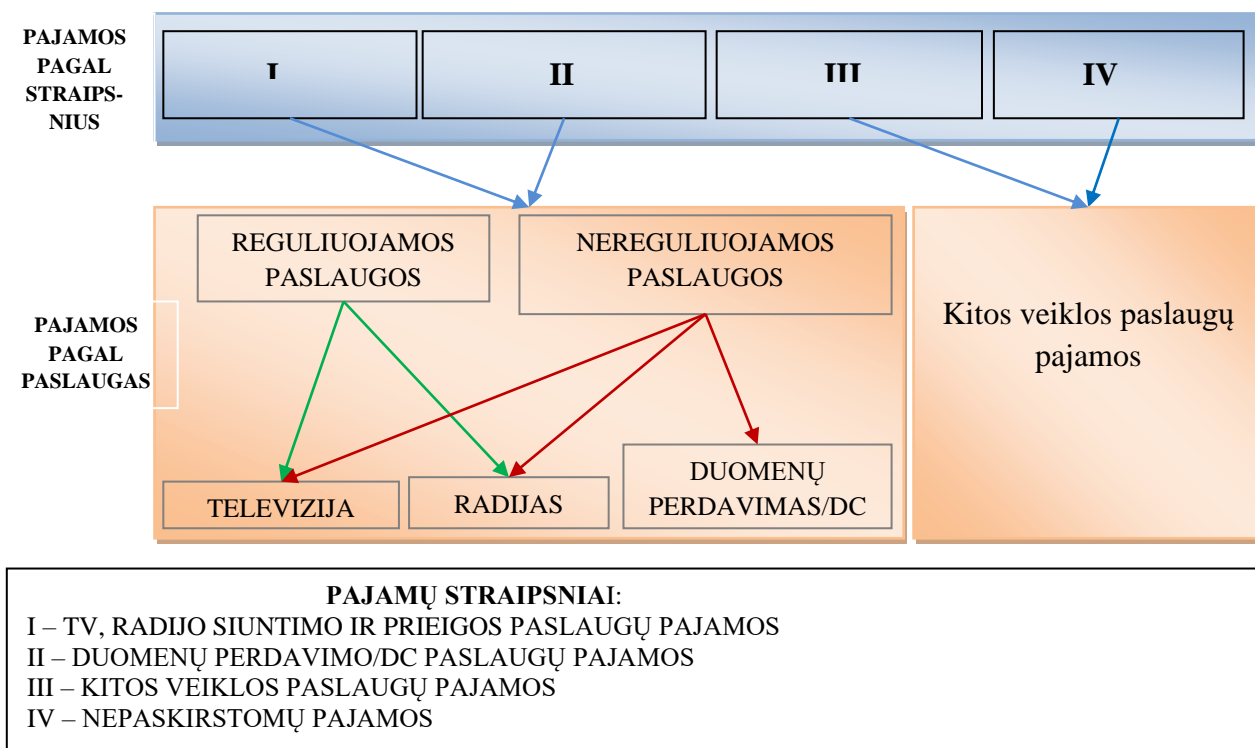 PAJAMOS
PAGAL
STRAIPS-
NIUS
I
II
III
IV
REGULIUOJAMOS
PASLAUGOS
NEREGULIUOJAMOS
PASLAUGOS
Kitos veiklos paslaugų
pajamos
PAJAMOS
PAGAL
PASLAUGAS
TELEVIZIJA
RADIJAS
DUOMENŲ
PERDAVIMAS/DC
PAJAMŲ STRAIPSNIAI:
I – TV, RADIJO SIUNTIMO IR PRIEIGOS PASLAUGŲ PAJAMOS
II – DUOMENŲ PERDAVIMO/DC PASLAUGŲ PAJAMOS
III – KITOS VEIKLOS PASLAUGŲ PAJAMOS
IV – NEPASKIRSTOMŲ PAJAMOS